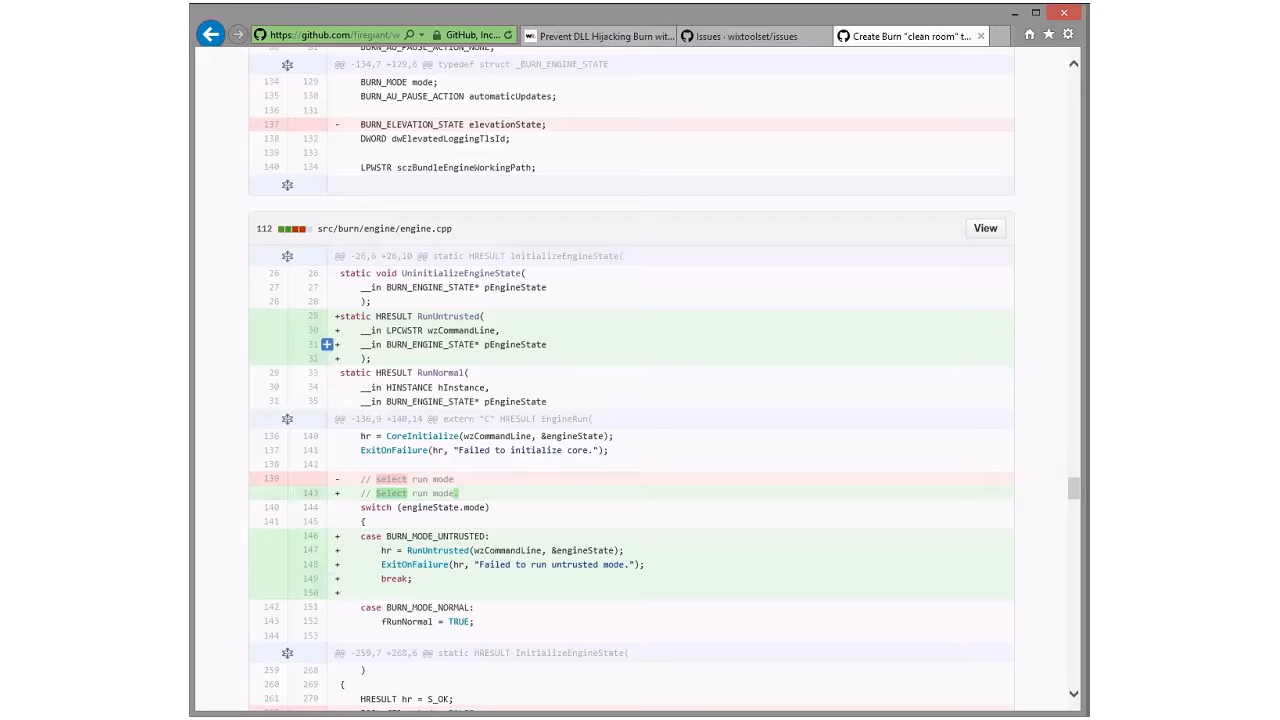 https://github.com/firegiant/w
GitHub, Inc...
Prevent DLL Hijacking Burn wit...
Issues · wixtoolset/issues
Create Burn "clean room" t...
80 81 BURN_AU_PAUSE_ACTION_NONE,
@@ -134,7 +129,6 @@ typedef struct _BURN_ENGINE_STATE
134 129 BURN_MODE mode;
135 130 BURN_AU_PAUSE_ACTION automaticUpdates;
136 131
137 - BURN_ELEVATION_STATE elevationState;
138 132 DWORD dwElevatedLoggingTlsId;
139 133
140 134 LPWSTR sczBundleEngineWorkingPath;
112 src/burn/engine/engine.cpp View
@@ -26,6 +26,10 @@ static HRESULT InitializeEngineState(
26 26 static void UninitializeEngineState(
27 27 __in BURN_ENGINE_STATE* pEngineState
28 28 );
29 +static HRESULT RunUntrusted(
30 + __in LPCWSTR wzCommandLine,
31 + __in BURN_ENGINE_STATE* pEngineState
32 + );
29 33 static HRESULT RunNormal(
30 34 __in HINSTANCE hInstance,
31 35 __in BURN_ENGINE_STATE* pEngineState
@@ -136,9 +140,14 @@ extern "C" HRESULT EngineRun(
136 140 hr = CoreInitialize(wzCommandLine, &engineState);
137 141 ExitOnFailure(hr, "Failed to initialize core.");
138 142
139 - // select run mode
143 + // Select run mode.
140 144 switch (engineState.mode)
141 145 {
146 + case BURN_MODE_UNTRUSTED:
147 + hr = RunUntrusted(wzCommandLine, &engineState);
148 + ExitOnFailure(hr, "Failed to run untrusted mode.");
149 + break;
150 +
142 151 case BURN_MODE_NORMAL:
143 152 fRunNormal = TRUE;
144 153
@@ -259,7 +268,6 @@ static HRESULT InitializeEngineState(
259 268 )
260 269 {
261 270 HRESULT hr = S_OK;